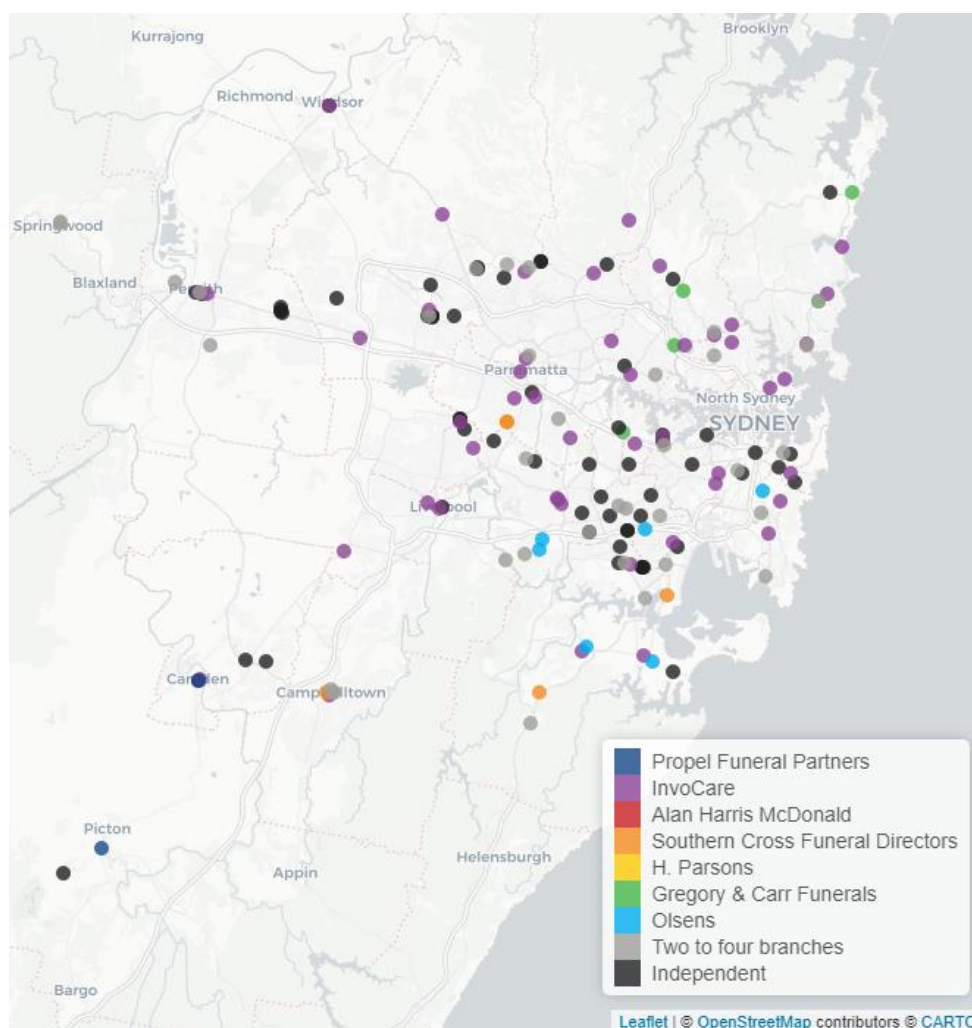 Kurrajong
Brooklyn
Richmond
Windsor
Springwood
Blaxland
Penrith
Parramatta
North Sydney
SYDNEY
Liverpool
Camden
Campbelltown
Picton
Appin
Helensburgh
Bargo
Propel Funeral Partners
InvoCare
Alan Harris McDonald
Southern Cross Funeral Directors
H. Parsons
Gregory & Carr Funerals
Olsens
Two to four branches
Independent
Leaflet | © OpenStreetMap contributors © CARTO